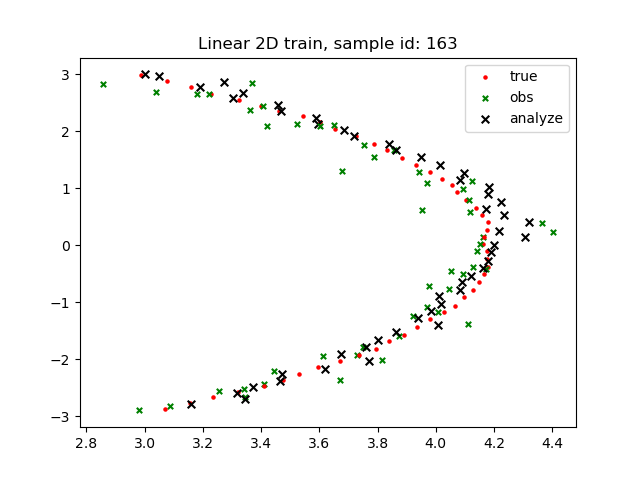 Linear 2D train, sample id: 163
true
obs
analyze
3
2
1
0
−1
−2
−3
2.8 3.0 3.2 3.4 3.6 3.8 4.0 4.2 4.4